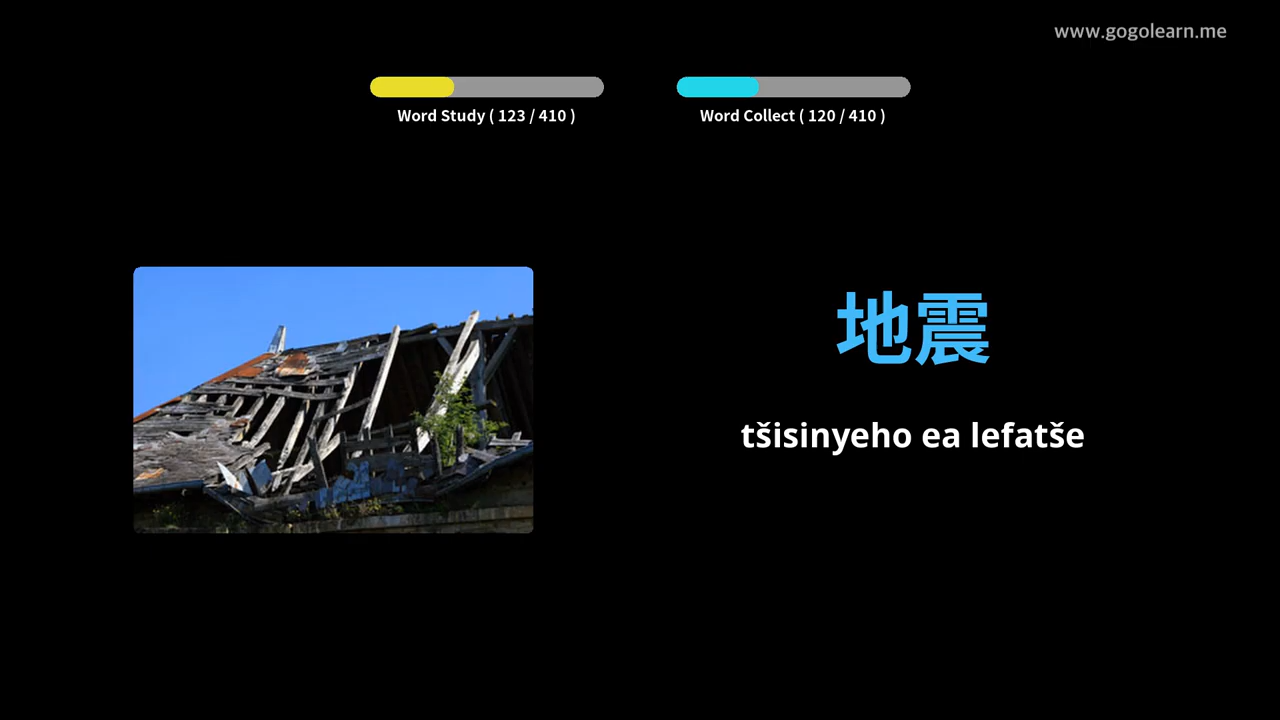 www.gogolearn.me
Word Study ( 123 / 410 )
Word Collect ( 120 / 410 )
地震
tšisinyeho ea lefatše